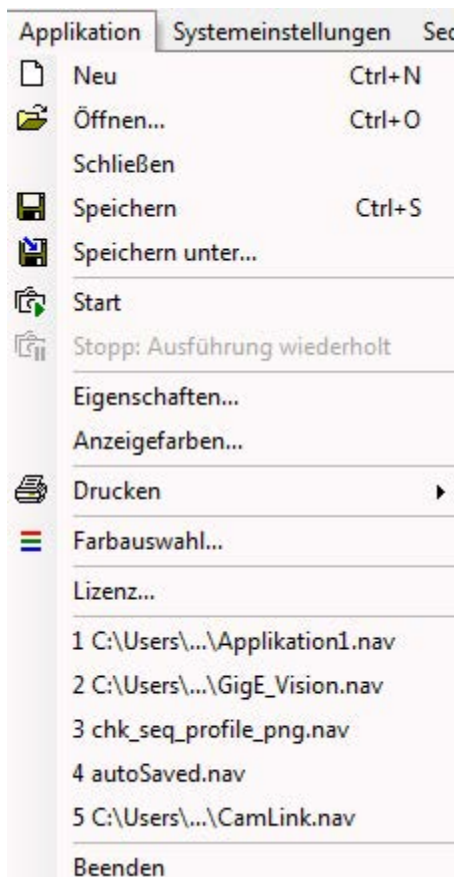 Applikation Systemeinstellungen Sec
Neu Ctrl+N
Öffnen... Ctrl+O
Schließen
Speichern Ctrl+S
Speichern unter...
Start
Stopp: Ausführung wiederholt
Eigenschaften...
Anzeigefarben...
Drucken
Farbauswahl...
Lizenz...
1 C:\Users\...\Applikation1.nav
2 C:\Users\...\GigE_Vision.nav
3 chk_seq_profile_png.nav
4 autoSaved.nav
5 C:\Users\...\CamLink.nav
Beenden